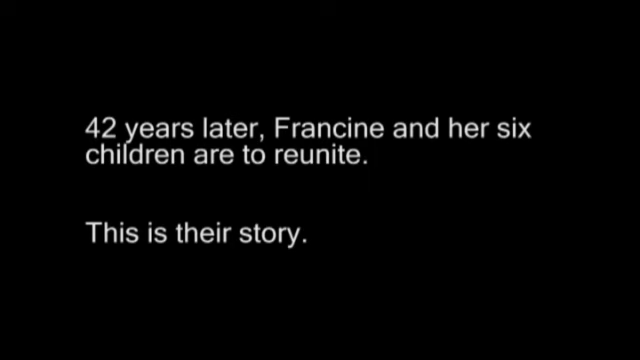 42 years later, Francine and her six
children are to reunite.
This is their story.